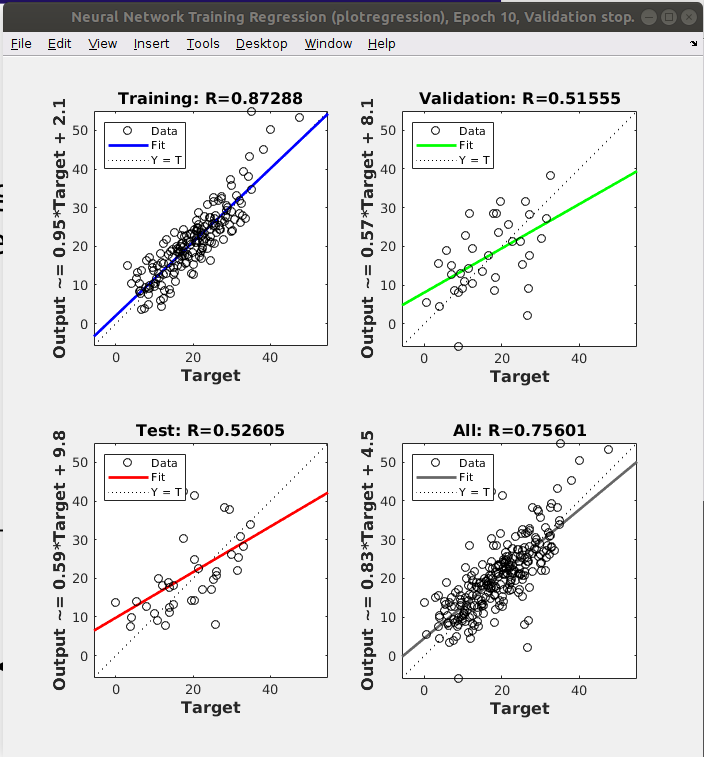 Neural Network Training Regression (plotregression), Epoch 10, Validation stop.
File Edit View Insert Tools Desktop Window Help
Training: R=0.87288
Output ~= 0.95*Target + 2.1
50
40
30
20
10
0
Data
Fit
Y = T
0 20 40
Target
Validation: R=0.51555
Output ~= 0.57*Target + 8.1
50
40
30
20
10
0
Data
Fit
Y = T
0 20 40
Target
Test: R=0.52605
Output ~= 0.59*Target + 9.8
50
40
30
20
10
0
Data
Fit
Y = T
0 20 40
Target
All: R=0.75601
Output ~= 0.83*Target + 4.5
50
40
30
20
10
0
Data
Fit
Y = T
0 20 40
Target